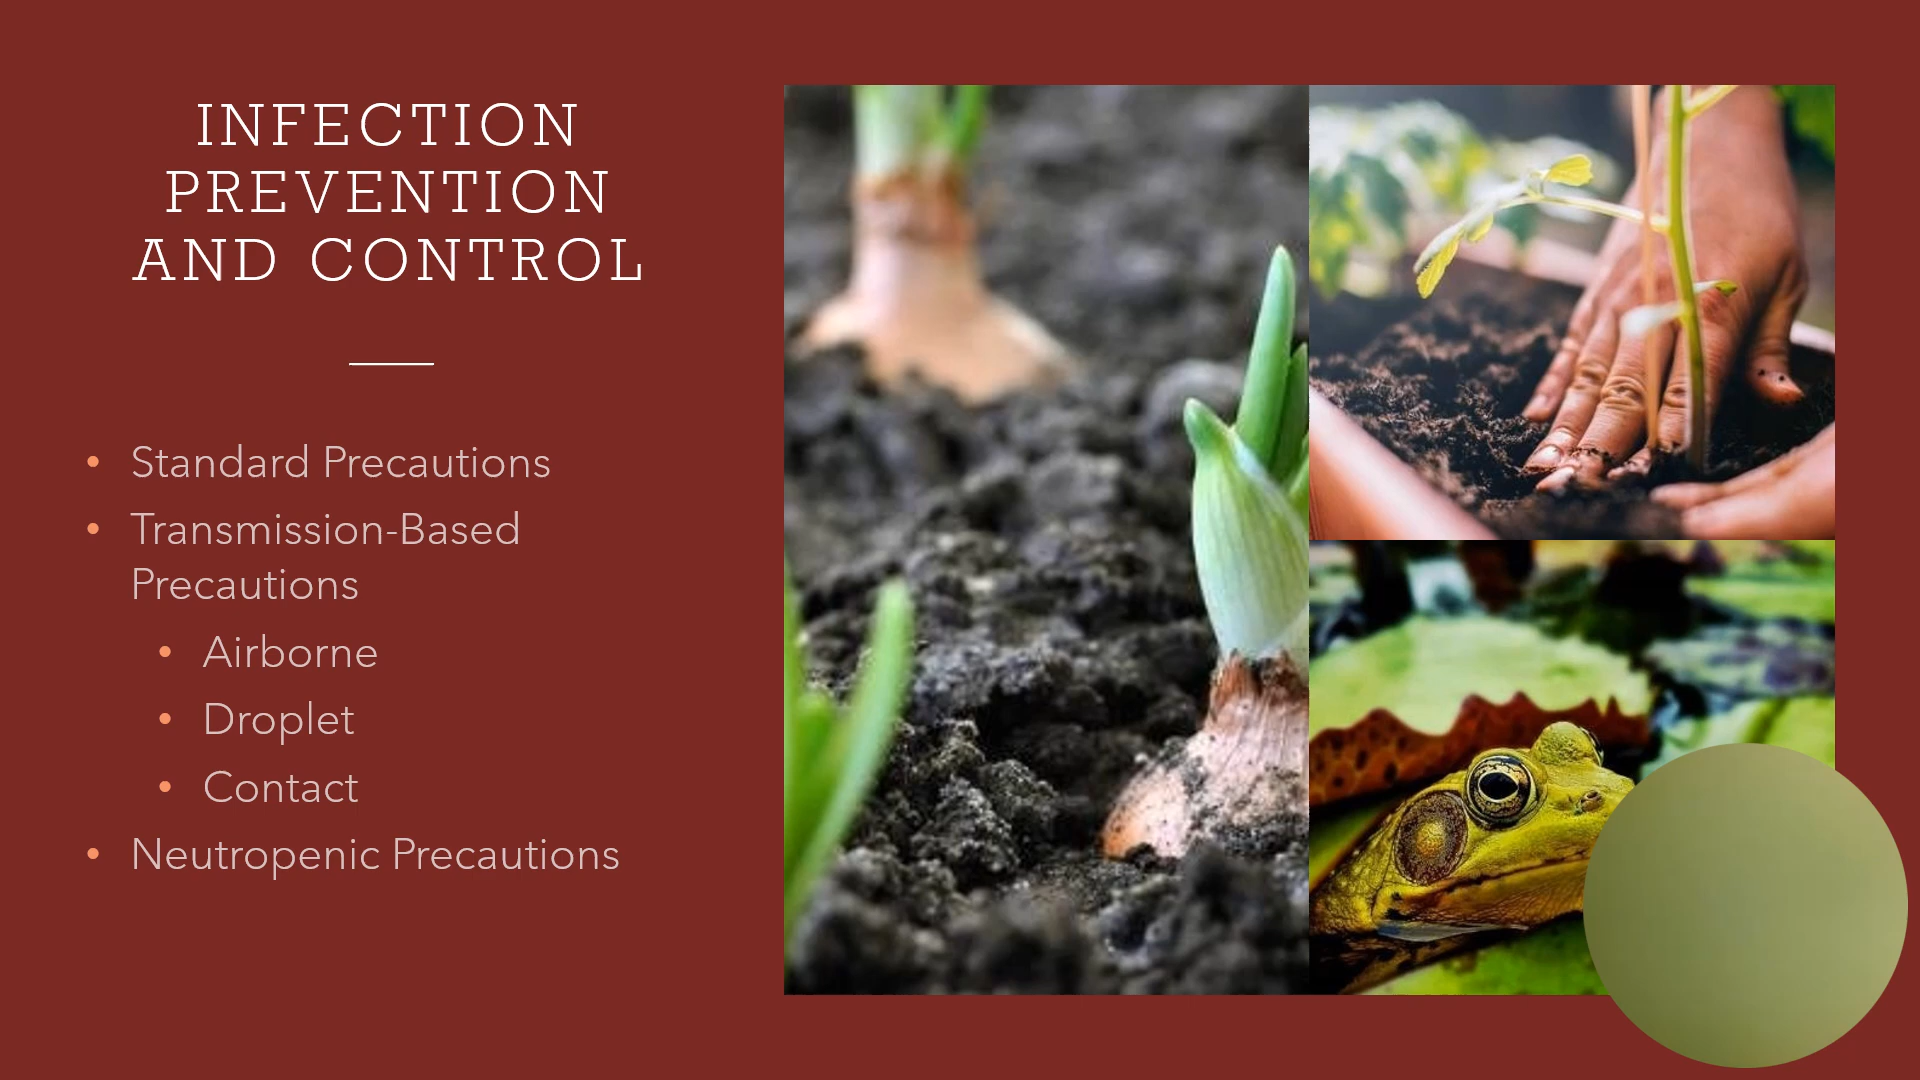 INFECTION
PREVENTION
AND CONTROL
• Standard Precautions
• Transmission-Based
Precautions
• Airborne
• Droplet
• Contact
• Neutropenic Precautions